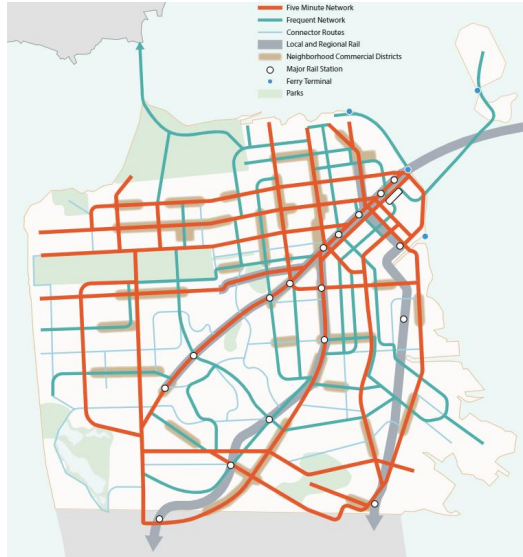 Five Minute Network
Frequent Network
Connector Routes
Local and Regional Rail
Neighborhood Commercial Districts
Major Rail Station
Ferry Terminal
Parks